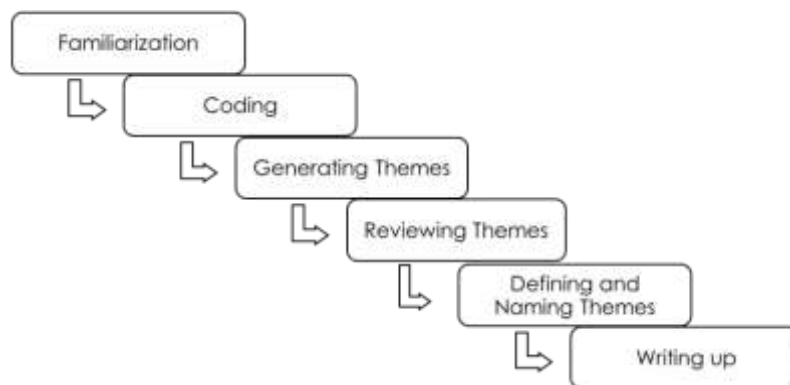 Familiarization
Coding
Generating Themes
Reviewing Themes
Defining and
Naming Themes
Writing up